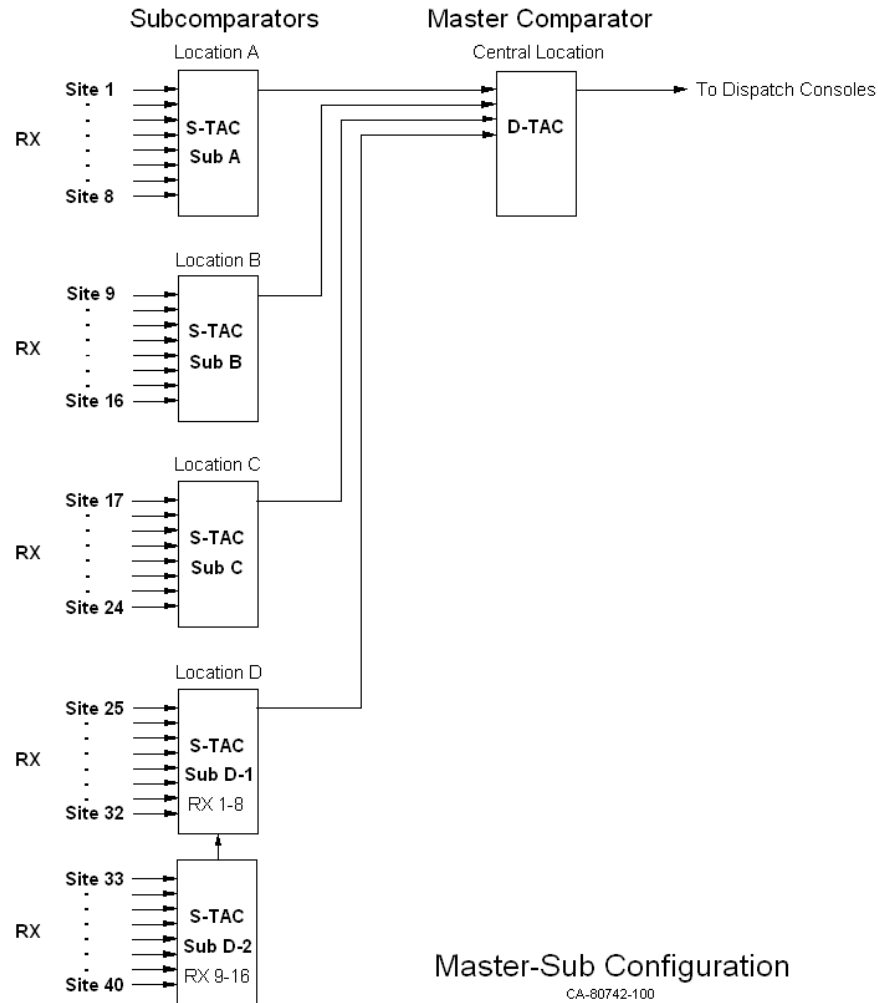 Subcomparators
Master Comparator
Location A
Central Location
Site 1
RX
Site 8
S-TAC
Sub A
D-TAC
To Dispatch Consoles
Location B
Site 9
RX
Site 16
S-TAC
Sub B
Location C
Site 17
RX
Site 24
S-TAC
Sub C
Location D
Site 25
RX
Site 32
S-TAC
Sub D-1
RX 1-8
Site 33
RX
Site 40
S-TAC
Sub D-2
RX 9-16
Master-Sub Configuration
CA-80742-100